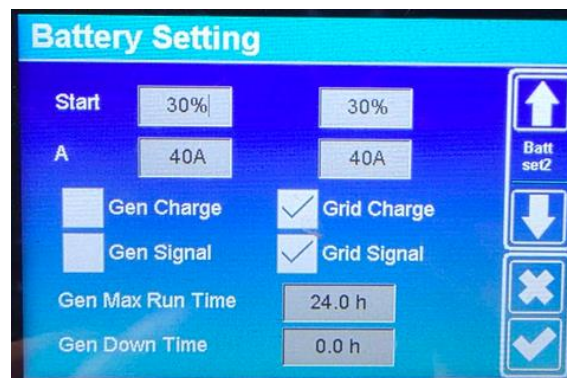 Battery Setting
Start 30% 30%
A 40A 40A
Batt
set2
Gen Charge Grid Charge
Gen Signal Grid Signal
Gen Max Run Time 24.0 h
Gen Down Time 0.0 h